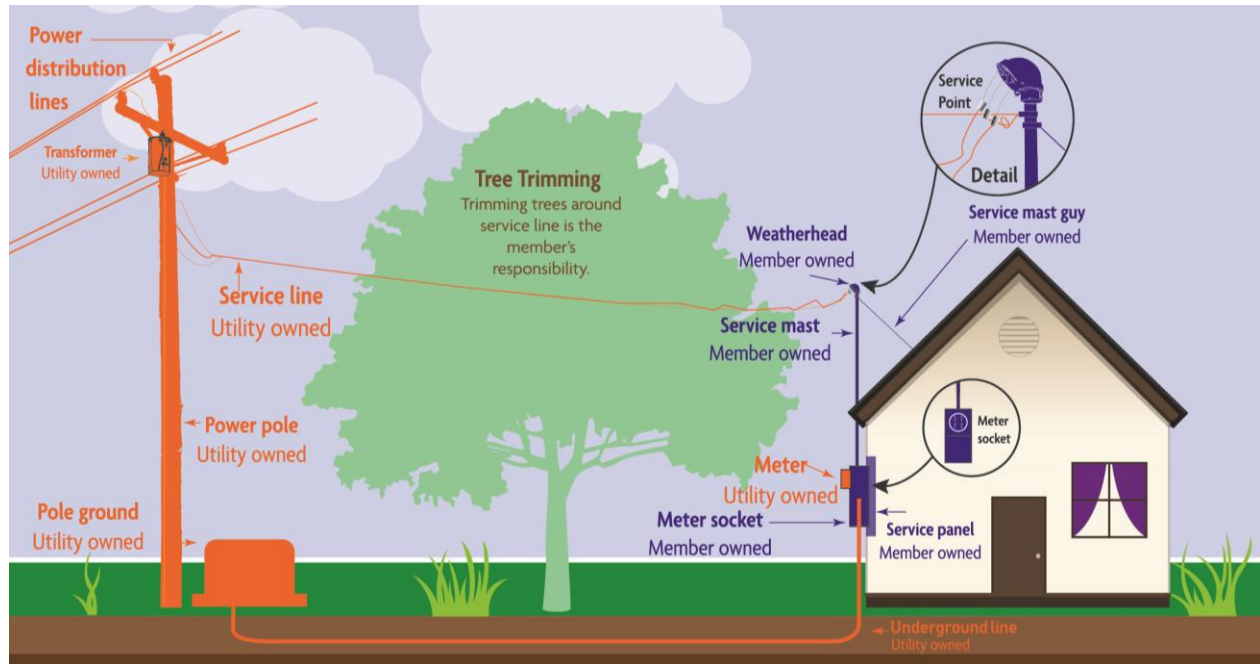 Power
distribution
lines
Transformer
Utility owned
Service line
Utility owned
Power pole
Utility owned
Pole ground
Utility owned
Tree Trimming
Trimming trees around
service line is the
member's
responsibility.
Service
Point
Detail
Weatherhead
Member owned
Service mast guy
Member owned
Service mast
Member owned
Meter
socket
Meter
Utility owned
Meter socket
Member owned
Service panel
Member owned
Underground line
Utility owned